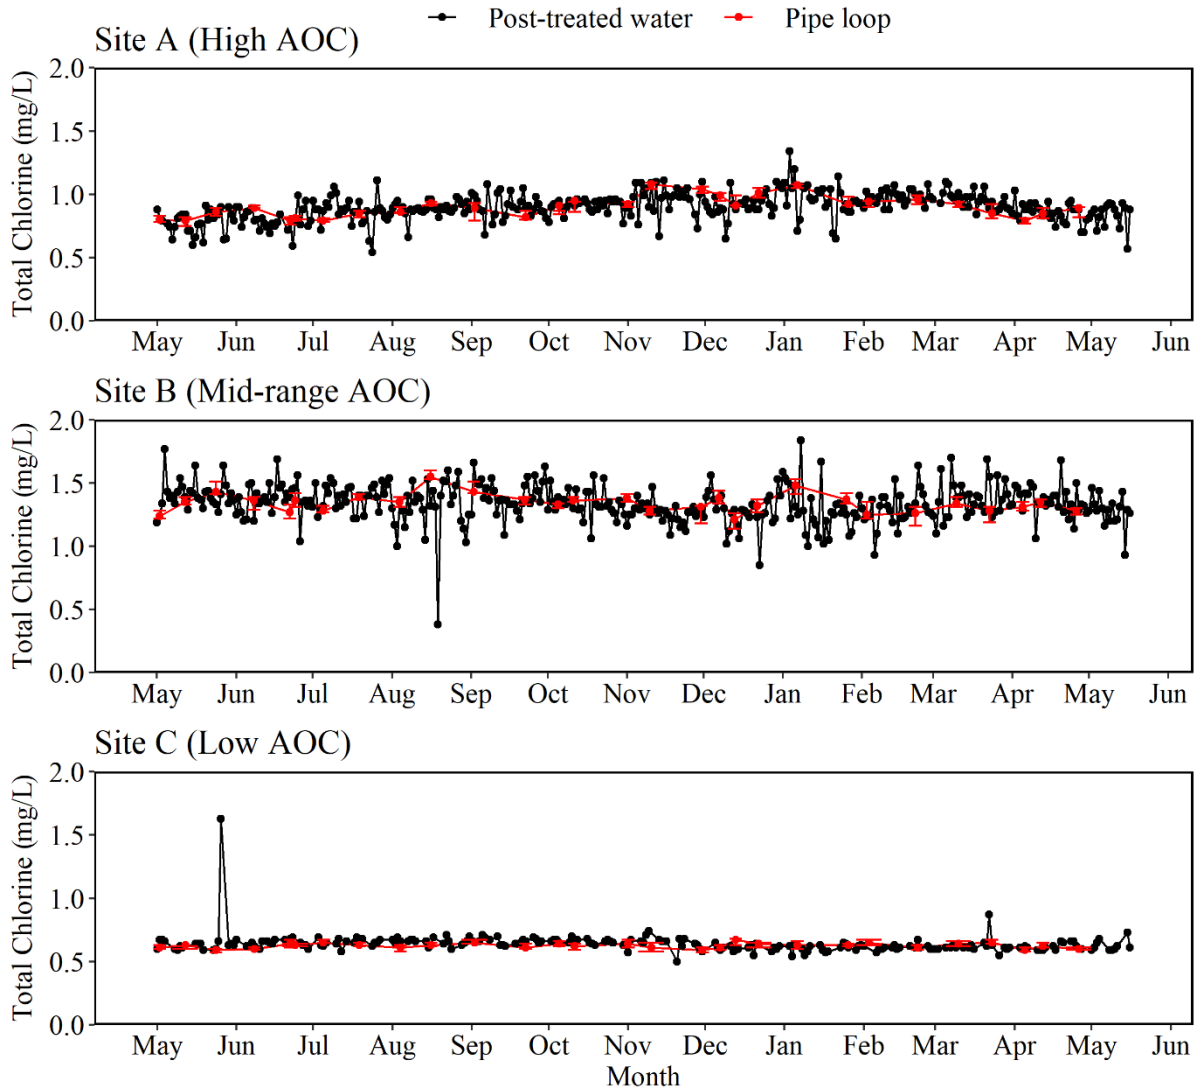 Post-treated water Pipe loop
Site A (High AOC)
Total Chlorine (mg/L)
2.0
1.5
1.0
0.5
0.0
May Jun Jul Aug Sep Oct Nov Dec Jan Feb Mar Apr May Jun
Site B (Mid-range AOC)
Total Chlorine (mg/L)
2.0
1.5
1.0
0.5
0.0
May Jun Jul Aug Sep Oct Nov Dec Jan Feb Mar Apr May Jun
Site C (Low AOC)
Total Chlorine (mg/L)
2.0
1.5
1.0
0.5
0.0
May Jun Jul Aug Sep Oct Nov Dec Jan Feb Mar Apr May Jun
Month